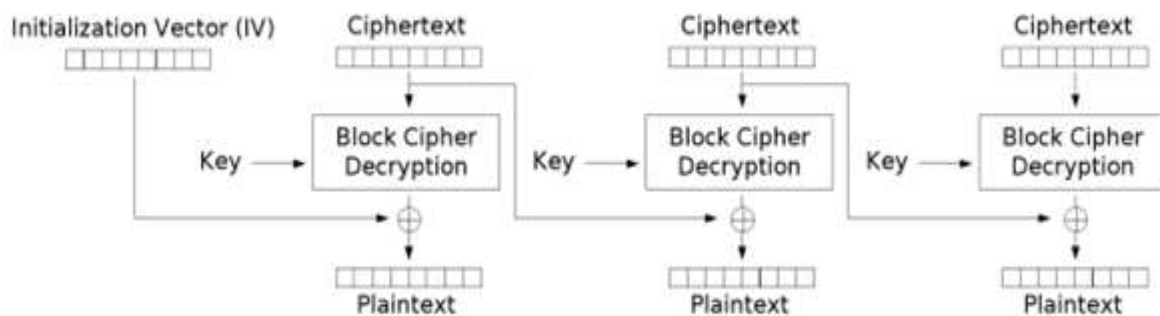 Initialization Vector (IV)
Ciphertext
Ciphertext
Ciphertext
Key
Block Cipher
Decryption
Key
Block Cipher
Decryption
Key
Block Cipher
Decryption
Plaintext
Plaintext
Plaintext